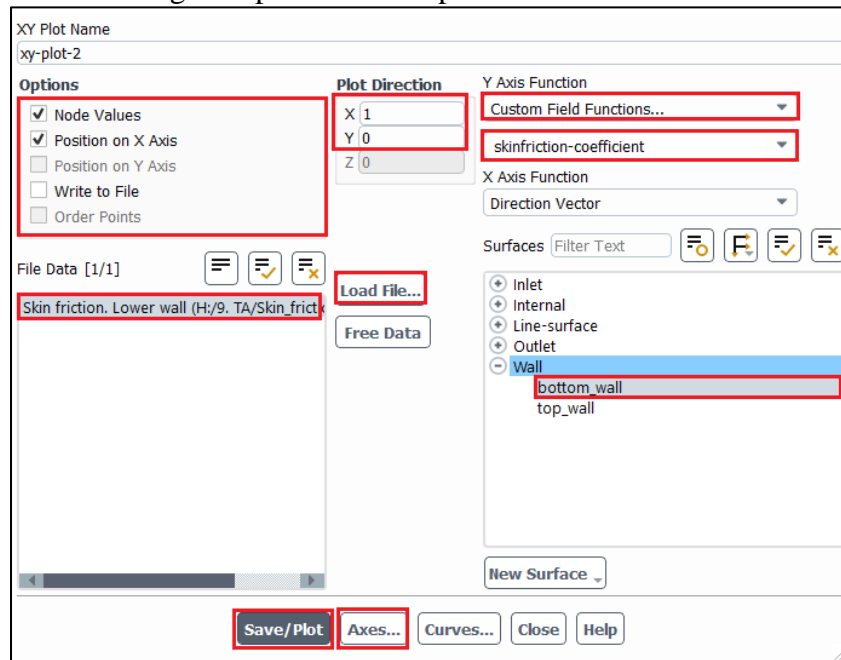 XY Plot Name
xy-plot-2
Options
Node Values
Position on X Axis
Position on Y Axis
Write to File
Order Points
Plot Direction
X 1
Y 0
Z 0
Y Axis Function
Custom Field Functions...
skinfriction-coefficient
X Axis Function
Direction Vector
File Data [1/1]
Skin friction. Lower wall (H:/9. TA/Skin_frict
Load File...
Free Data
Surfaces Filter Text
Inlet
Internal
Line-surface
Outlet
Wall
bottom_wall
top_wall
New Surface
Save/Plot Axes... Curves... Close Help